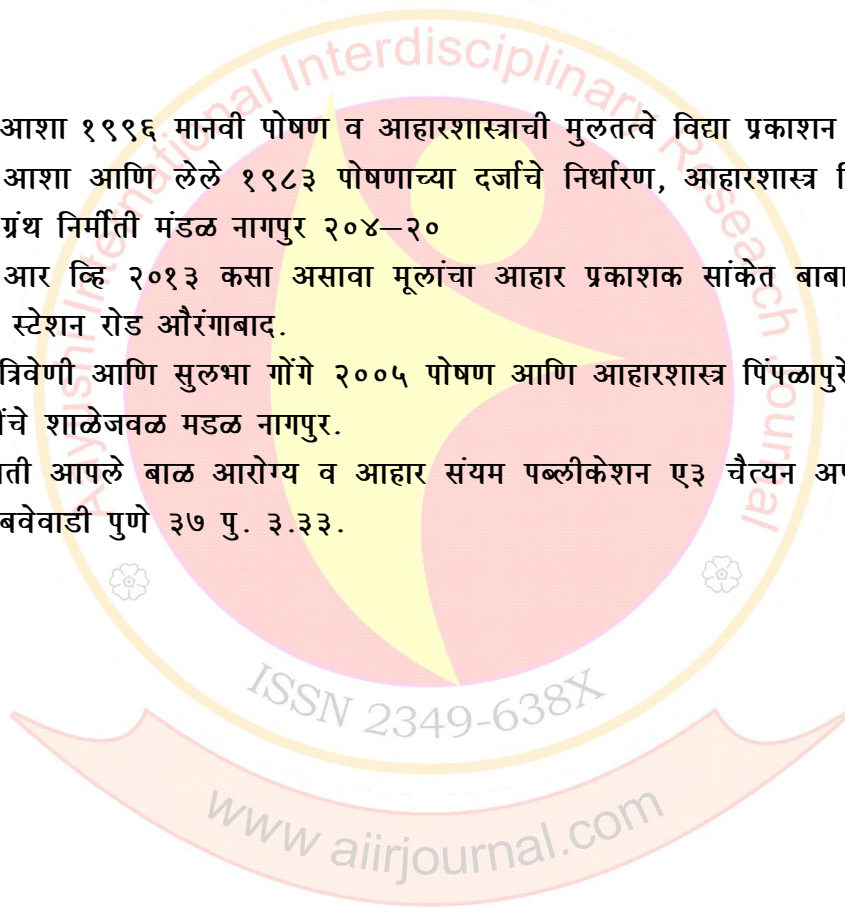 आशा १९९६ मानवी पोषण व आहारशास्त्राची मुलतत्वे विद्या प्रकाशन
आशा आणि लेले १९८३ पोषणाच्या दर्जाचे निर्धारण, आहारशास्त्र
ग्रंथ निर्मीती मंडळ नागपुर २०४–२०
आर व्हि २०१३ कसा असावा मूलांचा आहार प्रकाशक सांकेत बाबा
स्टेशन रोड औरंगाबाद.
त्रिवेणी आणि सुलभा गोंगे २००५ पोषण आणि आहारशास्त्र पिंपळापुरे
शाळेजवळ मडळ नागपुर.
आपले बाळ आरोग्य व आहार संयम पब्लीकेशन ए३ चैत्यन
बवेवाडी पुणे ३७ पु. ३.३३.
Aayushi International Interdisciplinary Research Journal
ISSN 2349-638X
www aiirjournal.com